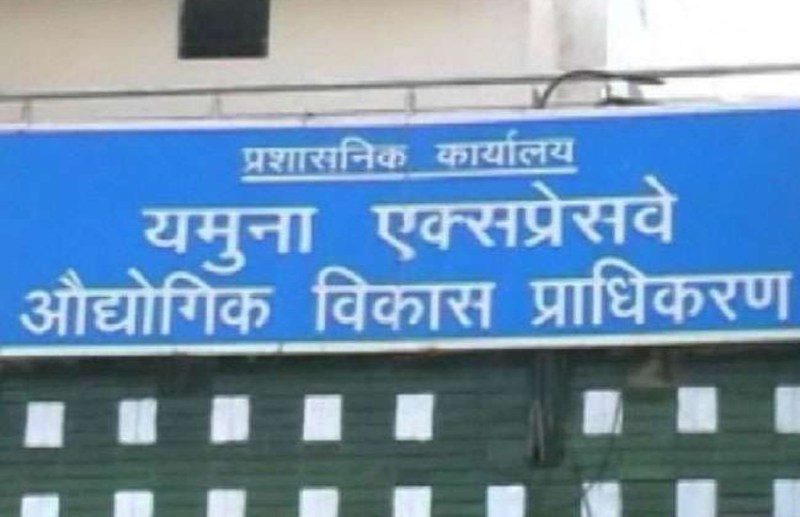 प्रशासनिक कार्यालय
यमुना एक्सप्रेसवे
औद्योगिक विकास प्राधिकरण